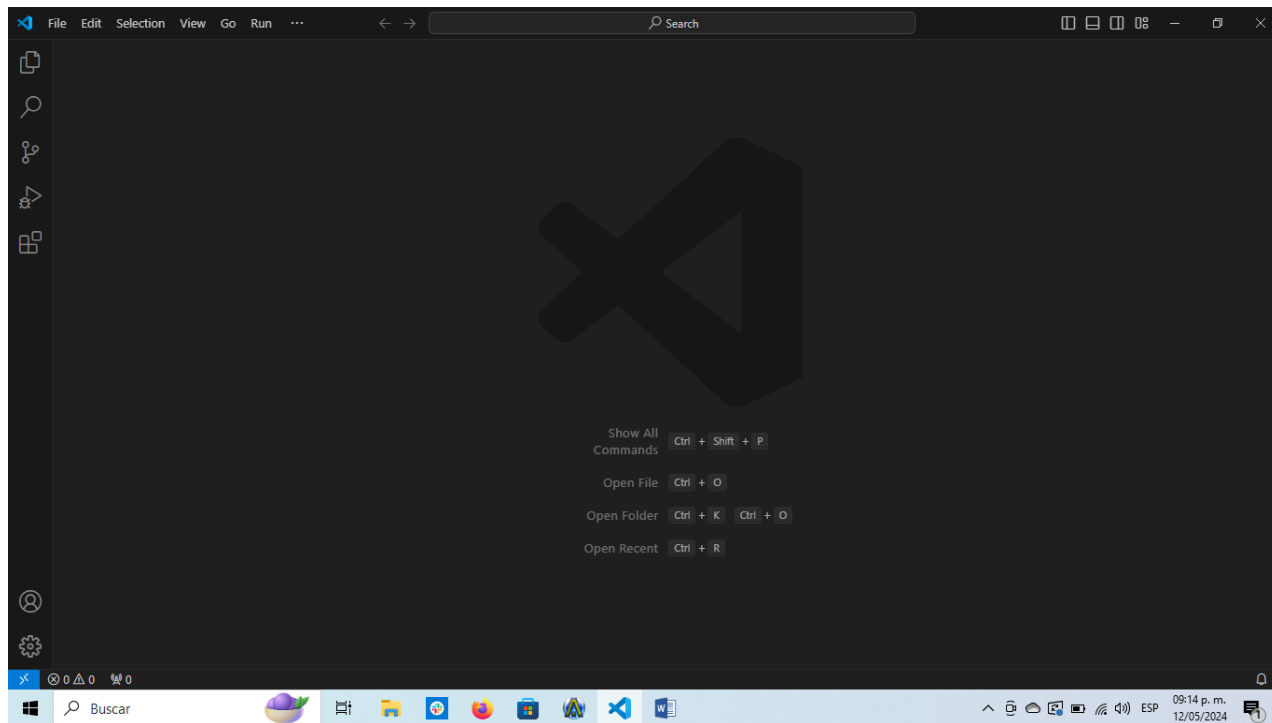 File Edit Selection View Go Run ··· Search
Show All
Commands Ctrl + Shift + P
Open File Ctrl + O
Open Folder Ctrl + K Ctrl + O
Open Recent Ctrl + R
0 0 0
Buscar
ESP
09:14 p. m.
12/05/2024
1